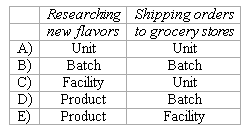 Researching Shipping orders
new flavors to grocery stores
A) Unit Unit
B) Batch Batch
C) Facility Unit
D) Product Batch
E) Product Facility